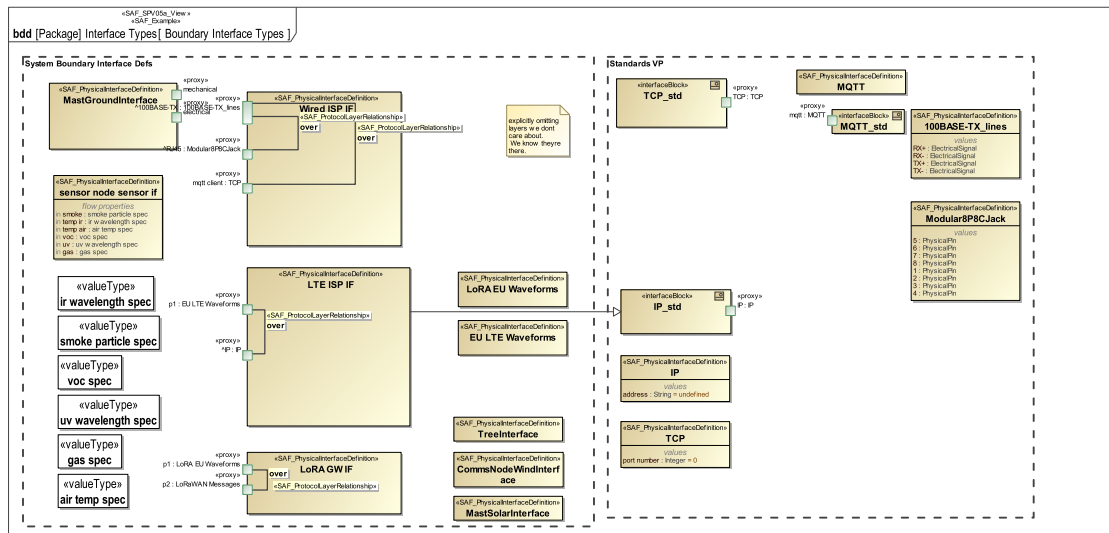 «SAF_SPV05a_View»
«SAF_Example»
bdd [Package] Interface Types[ Boundary Interface Types ]
System Boundary Interface Defs
«SAF_PhysicalInterfaceDefinition»
MastGroundInterface
«proxy»
mechanical
«proxy»
electrical
«SAF_PhysicalInterfaceDefinition»
Wired ISP IF
«proxy»
^100BASE-TX : 100BASE-TX_lines
«proxy»
^RJ45 : Modular8P8CJack
«proxy»
mqtt client : TCP
«SAF_ProtocolLayerRelationship»
over
«SAF_ProtocolLayerRelationship»
over
explicitly omitting
layers we dont
care about.
We know theyre
there.
«SAF_PhysicalInterfaceDefinition»
sensor node sensor if
flow properties
in smoke : smoke particle spec
in temp ir : ir wavelength spec
in temp air : air temp spec
in voc : voc spec
in uv : uv wavelength spec
in gas : gas spec
«valueType»
ir wavelength spec
«valueType»
smoke particle spec
«valueType»
voc spec
«valueType»
uv wavelength spec
«valueType»
gas spec
«valueType»
air temp spec
«SAF_PhysicalInterfaceDefinition»
LTE ISP IF
«proxy»
p1 : EU LTE Waveforms
«SAF_ProtocolLayerRelationship»
over
«proxy»
^IP : IP
«SAF_PhysicalInterfaceDefinition»
LoRA EU Waveforms
«SAF_PhysicalInterfaceDefinition»
EU LTE Waveforms
«SAF_PhysicalInterfaceDefinition»
LoRA GW IF
«proxy»
p1 : LoRA EU Waveforms
«proxy»
p2 : LoRaWAN Messages
over
«SAF_ProtocolLayerRelationship»
«SAF_PhysicalInterfaceDefinition»
TreeInterface
«SAF_PhysicalInterfaceDefinition»
CommsNodeWindInterf
ace
«SAF_PhysicalInterfaceDefinition»
MastSolarInterface
Standards VP
«interfaceBlock»
TCP_std
«proxy»
TCP : TCP
«SAF_PhysicalInterfaceDefinition»
MQTT
«proxy»
mqtt : MQTT
«interfaceBlock»
MQTT_std
«SAF_PhysicalInterfaceDefinition»
100BASE-TX_lines
values
RX+ : ElectricalSignal
RX- : ElectricalSignal
TX+ : ElectricalSignal
TX- : ElectricalSignal
«SAF_PhysicalInterfaceDefinition»
Modular8P8CJack
values
5 : PhysicalPin
6 : PhysicalPin
7 : PhysicalPin
8 : PhysicalPin
1 : PhysicalPin
2 : PhysicalPin
3 : PhysicalPin
4 : PhysicalPin
«interfaceBlock»
IP_std
«proxy»
IP : IP
«SAF_PhysicalInterfaceDefinition»
IP
values
address : String = undefined
«SAF_PhysicalInterfaceDefinition»
TCP
values
port number : Integer = 0